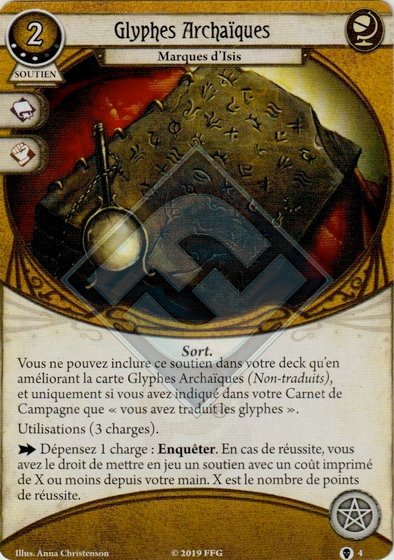 2
Glyphes Archaïques
Marques d'Isis
SOUTIEN
Sort.
Vous ne pouvez inclure ce soutien dans votre deck qu'en
améliorant la carte Glyphes Archaïques (Non-traduits),
et uniquement si vous avez indiqué dans votre Carnet de
Campagne que « vous avez traduit les glyphes ».
Utilisations (3 charges).
Dépensez 1 charge : Enquêter. En cas de réussite, vous
avez le droit de mettre en jeu un soutien avec un coût imprimé
de X ou moins depuis votre main. X est le nombre de points
de réussite.
Illus. Anna Christenson
© 2019 FFG
4